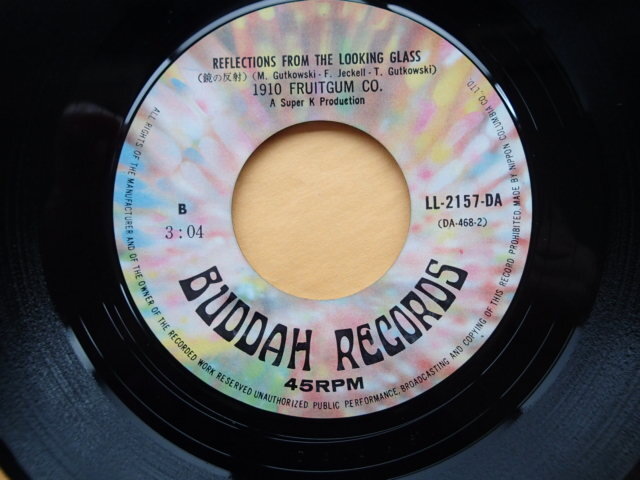 REFLECTIONS FROM THE LOOKING GLASS
(鏡の反射) (M. Gutkowski - F. Jeckell - T. Gutkowski)
1910 FRUITGUM CO.
A Super K Production
B
3:04
LL-2157-DA
(DA-468-2)
BUDDAH RECORDS
45RPM
ALL RIGHTS OF THE MANUFACTURER AND OF THE OWNER OF THE RECORDED WORK RESERVED UNAUTHORIZED PUBLIC PERFORMANCE, BROADCASTING AND COPYING OF THIS RECORD PROHIBITED. MADE BY NIPPON COLUMBIA CO., LTD.